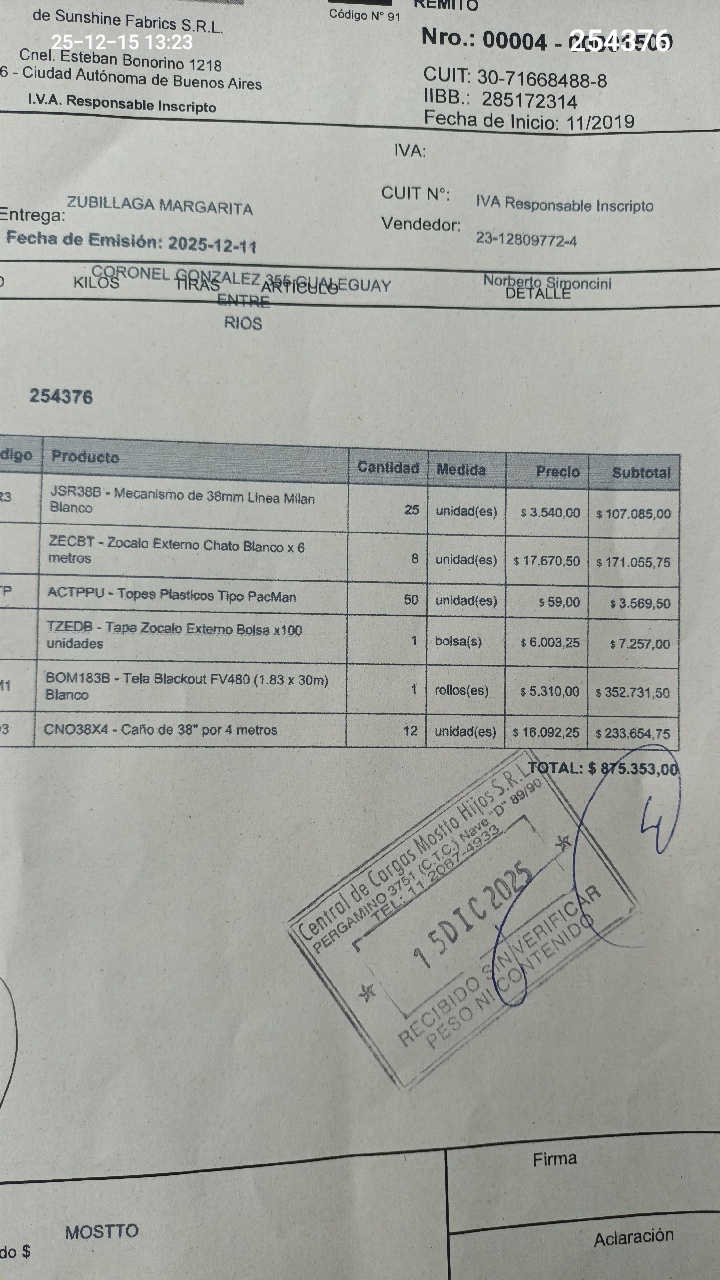 REMITO
de Sunshine Fabrics S.R.L.
Código N° 91
25-12-15 13:23
Nro.: 00004 -
254376
Cnel. Esteban Bonorino 1218
6 - Ciudad Autónoma de Buenos Aires
CUIT: 30-71668488-8
IIBB.: 285172314
I.V.A. Responsable Inscripto
Fecha de Inicio: 11/2019
IVA:
ZUBILLAGA MARGARITA
CUIT N°: IVA Responsable Inscripto
Entrega:
Vendedor:
Fecha de Emisión: 2025-12-11
23-12809772-4
CORONEL GONZALEZ 355 GUALEGUAY
Norberto Simoncini
KILOS TIRAS ARTICULO DETALLE
ENTRE
RIOS
254376
digo Producto Cantidad Medida Precio Subtotal
R3 JSR38B - Mecanismo de 38mm Linea Milan Blanco 25 unidad(es) $ 3.540,00 $ 107.085,00
ZECBT - Zocalo Externo Chato Blanco x 6 metros 8 unidad(es) $ 17.670,50 $ 171.055,75
TP ACTPPU - Topes Plasticos Tipo PacMan 50 unidad(es) $ 59,00 $ 3.569,50
TZEDB - Tapa Zocalo Externo Bolsa x100 unidades 1 bolsa(s) $ 6.003,25 $ 7.257,00
M1 BOM183B - Tela Blackout FV480 (1.83 x 30m) Blanco 1 rollos(es) $ 5.310,00 $ 352.731,50
03 CNO38X4 - Caño de 38" por 4 metros 12 unidad(es) $ 16.092,25 $ 233.654,75
TOTAL: $ 875.353,00
Central de Cargas Mostto Hijos S.R.L.
PERGAMINO 3751 (C.T.C.) Nave "D" 89/90
TEL: 11-2087-4933
15 DIC 2025
RECIBIDO SIN VERIFICAR
PESO NI CONTENIDO
Firma
MOSTTO
Aclaración
do $